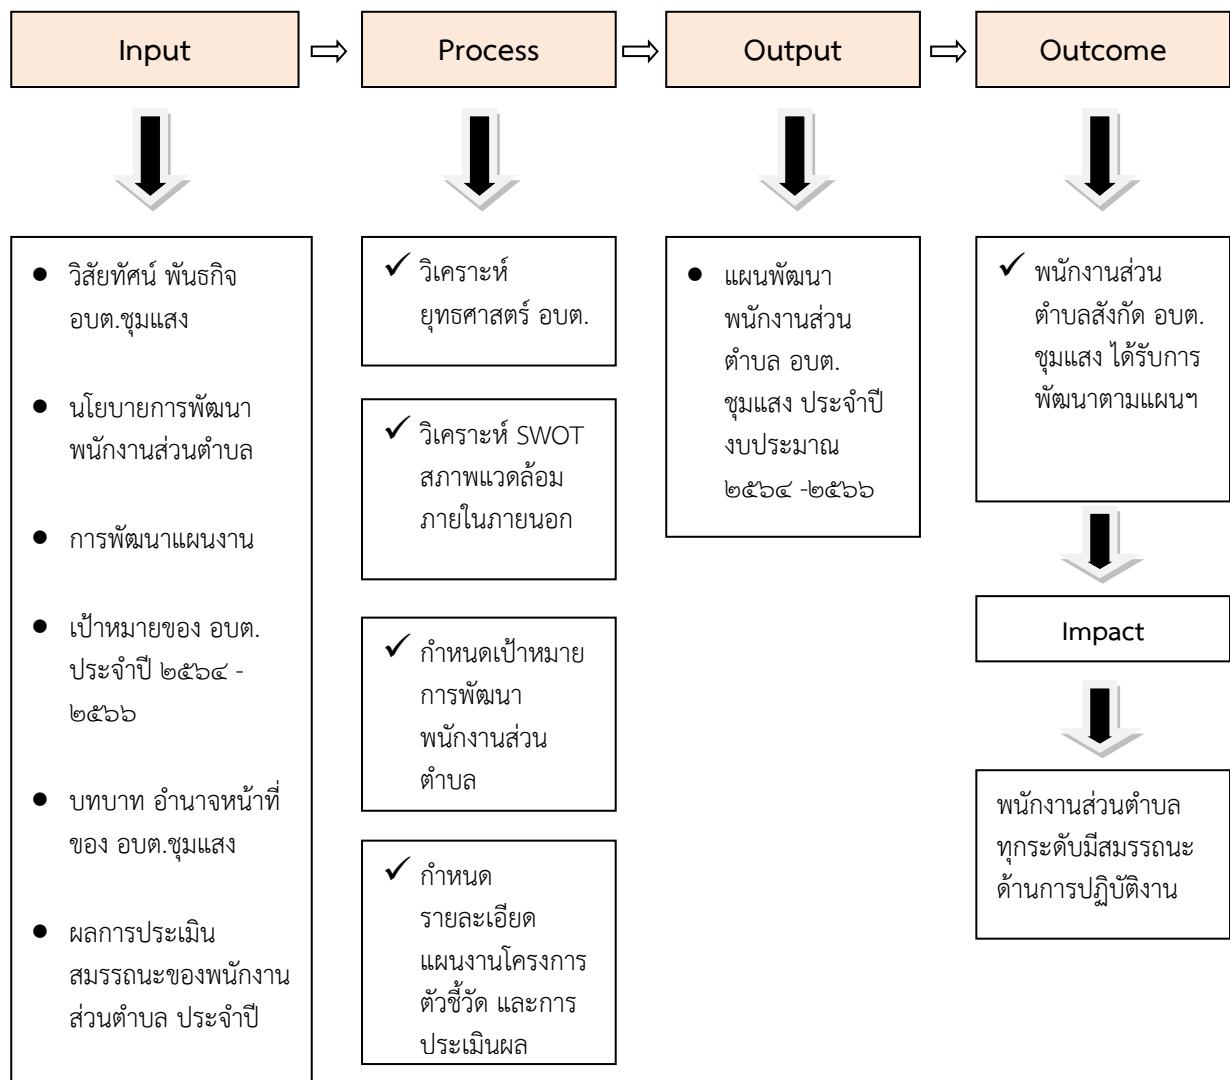 Input
Process
Output
Outcome
วิสัยทัศน์ พันธกิจ
อบต.ชุมแสง
นโยบายการพัฒนา
พนักงานส่วนตำบล
การพัฒนาแผนงาน
เป้าหมายของ อบต.
ประจำปี ๒๕๖๔ -
๒๕๖๖
บทบาท อำนาจหน้าที่
ของ อบต.ชุมแสง
ผลการประเมิน
สมรรถนะของพนักงาน
ส่วนตำบล ประจำปี
วิเคราะห์
ยุทธศาสตร์ อบต.
วิเคราะห์ SWOT
สภาพแวดล้อม
ภายในภายนอก
กำหนดเป้าหมาย
การพัฒนา
พนักงานส่วน
ตำบล
กำหนด
รายละเอียด
แผนงานโครงการ
ตัวชี้วัด และการ
ประเมินผล
แผนพัฒนา
พนักงานส่วน
ตำบล อบต.
ชุมแสง ประจำปี
งบประมาณ
๒๕๖๔ -๒๕๖๖
พนักงานส่วน
ตำบลสังกัด อบต.
ชุมแสง ได้รับการ
พัฒนาตามแผนฯ
Impact
พนักงานส่วนตำบล
ทุกระดับมีสมรรถนะ
ด้านการปฏิบัติงาน